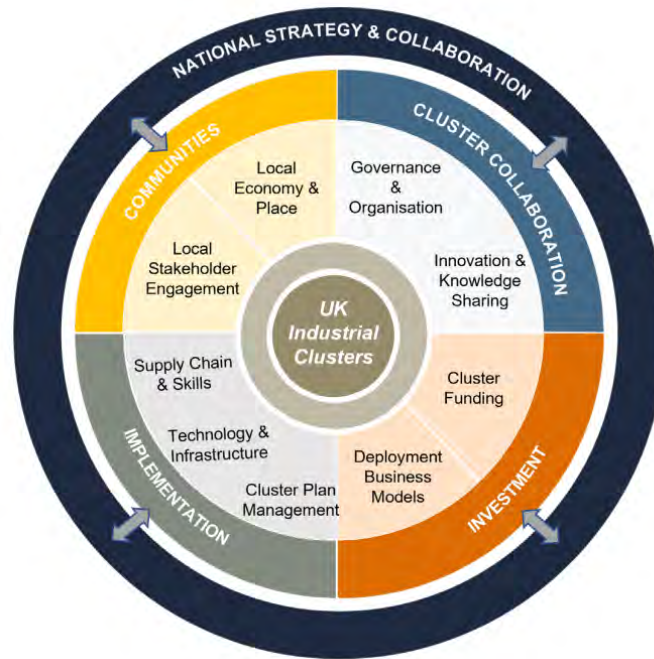 NATIONAL STRATEGY & COLLABORATION
COMMUNITIES
CLUSTER COLLABORATION
Local
Economy &
Place
Governance
&
Organisation
Local
Stakeholder
Engagement
Innovation &
Knowledge
Sharing
UK
Industrial
Clusters
Supply Chain
& Skills
Technology &
Infrastructure
Cluster Plan
Management
Cluster
Funding
Deployment
Business
Models
IMPLEMENTATION
INVESTMENT